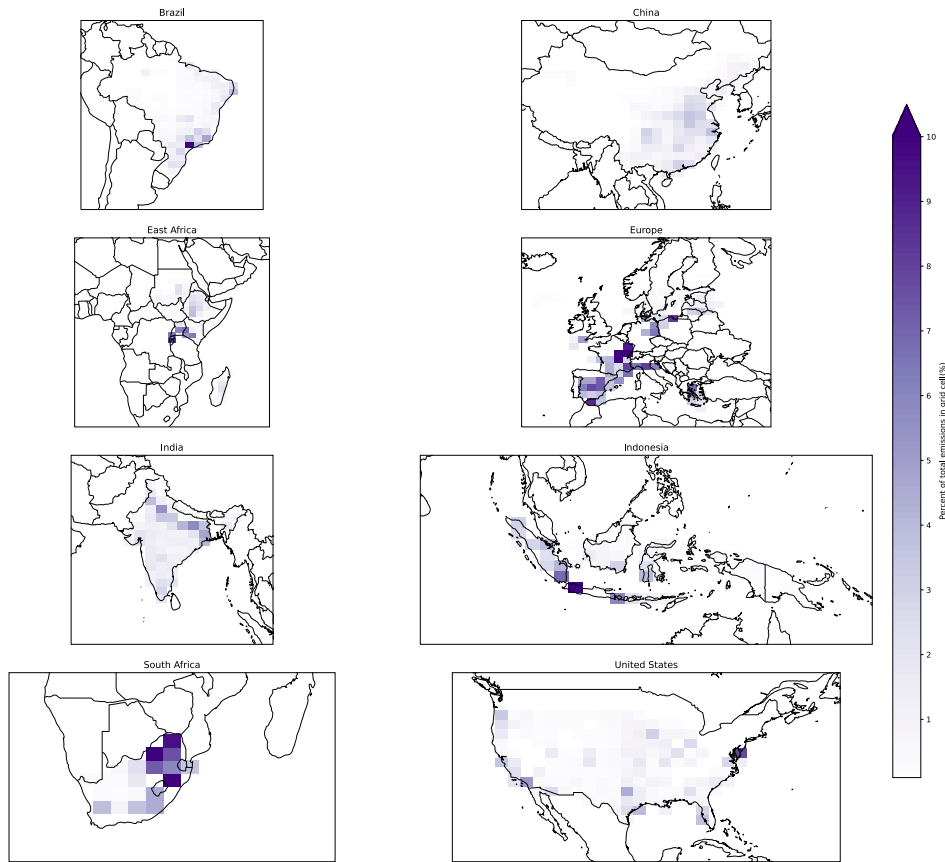 Brazil
China
East Africa
Europe
India
Indonesia
South Africa
United States
10
9
8
7
6
5
4
3
2
1
Percent of total emissions in grid cell(%)